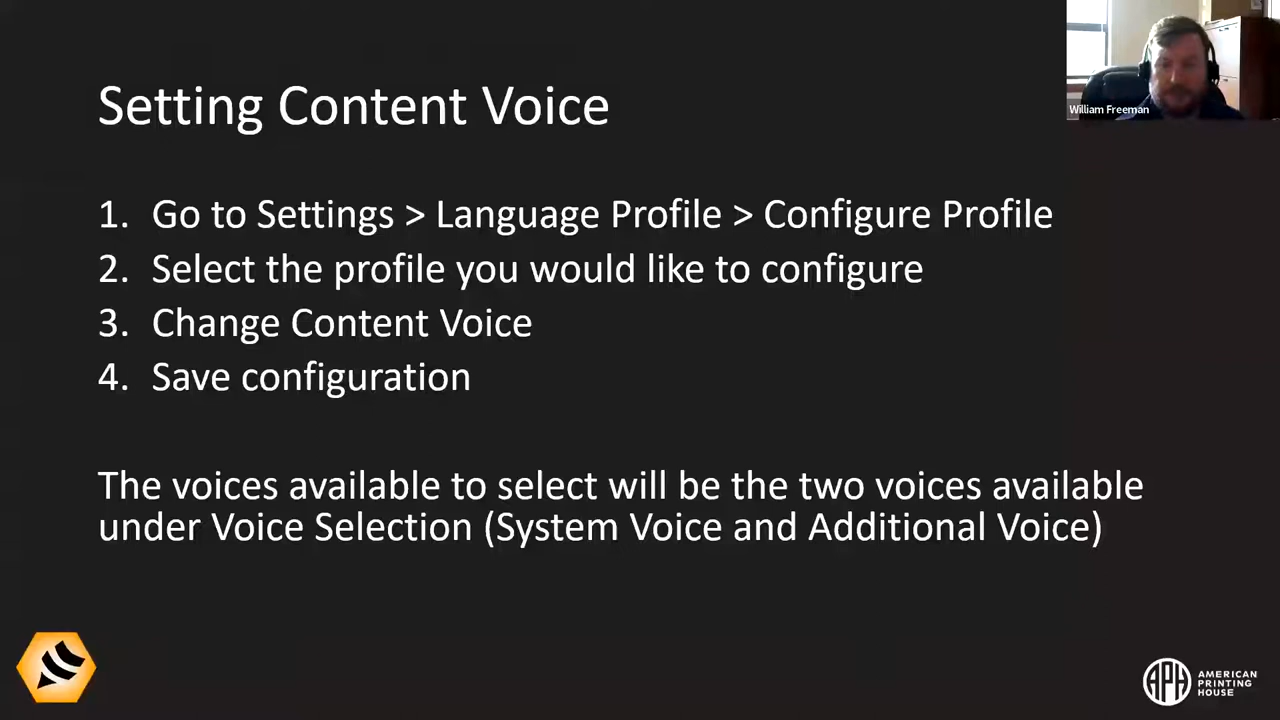 Setting Content Voice
William Freeman
1. Go to Settings > Language Profile > Configure Profile
2. Select the profile you would like to configure
3. Change Content Voice
4. Save configuration
The voices available to select will be the two voices available
under Voice Selection (System Voice and Additional Voice)
APH
AMERICAN
PRINTING
HOUSE